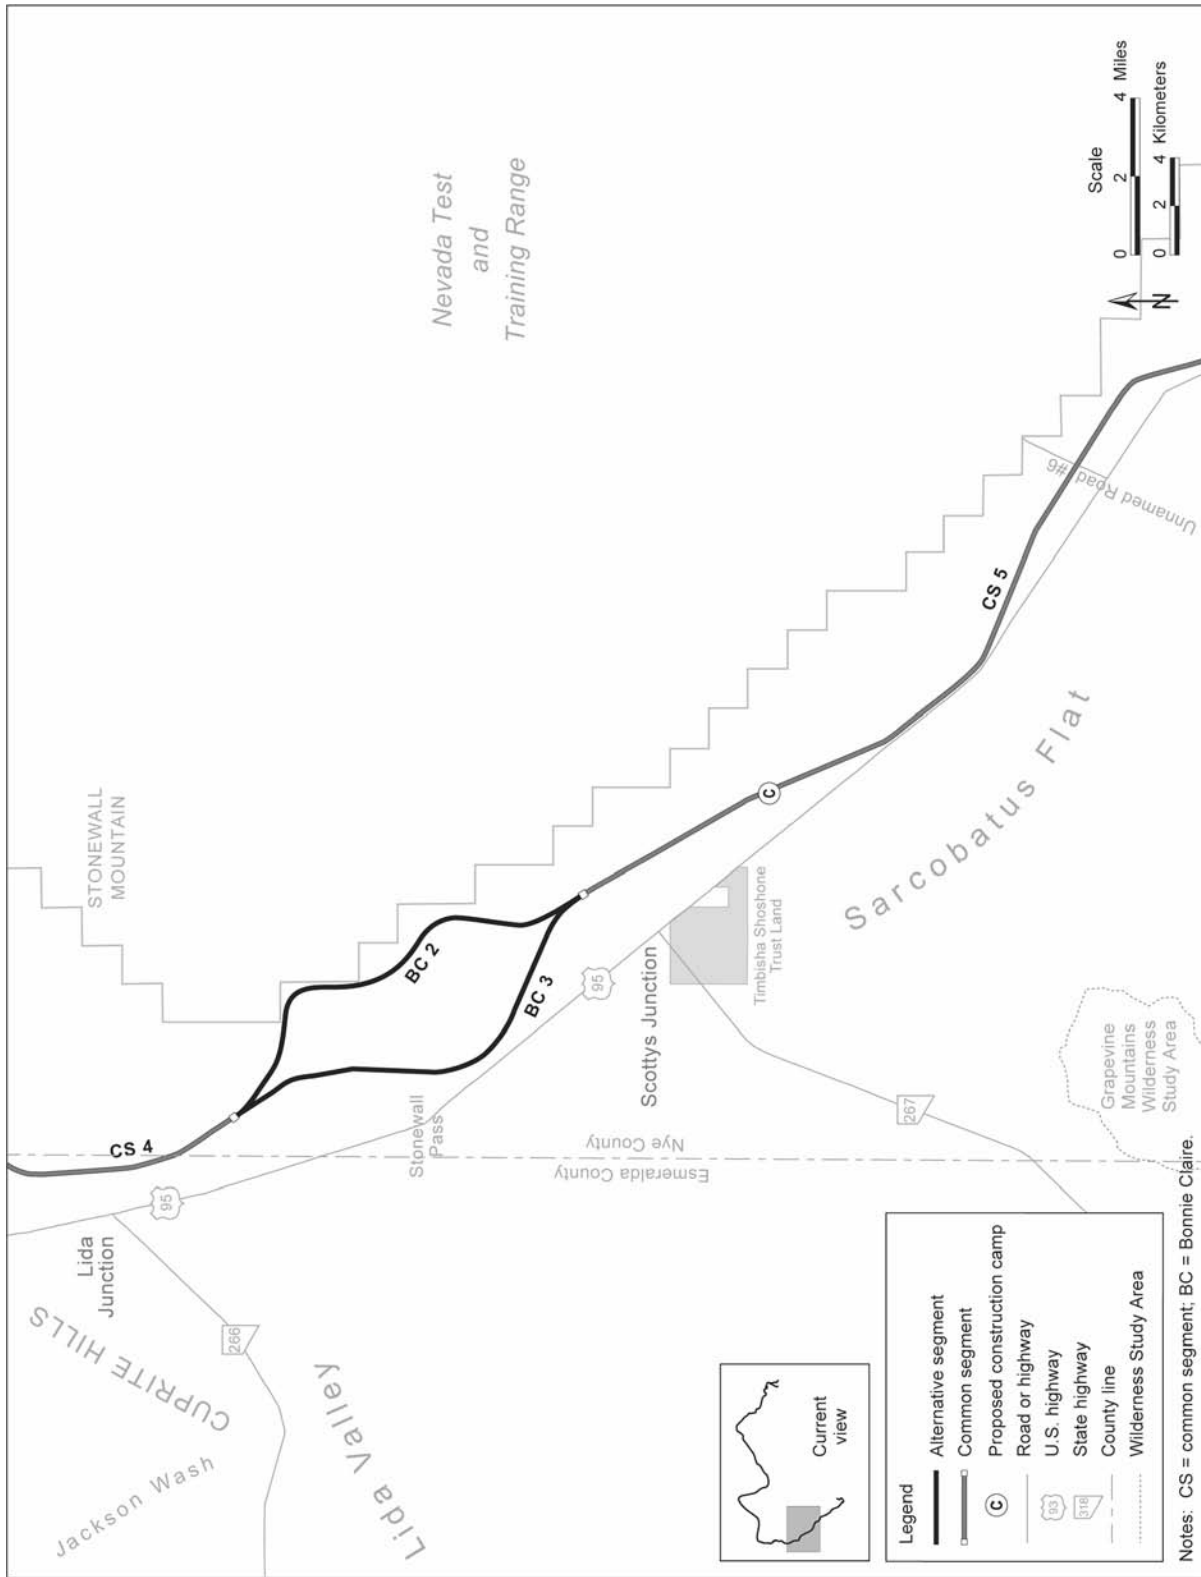 STONEWALL
MOUNTAIN
Nevada Test
and
Training Range
CS 4
95
Lida
Junction
CUPRITE HILLS
266
Jackson Wash
Lida Valley
BC 2
BC 3
Stonewall
Pass
Nye County
Esmeralda County
95
Scottys Junction
Timbisha Shoshone
Trust Land
C
267
Sarcobatus Flat
CS 5
Unnamed Road #6
Grapevine
Mountains
Wilderness
Study Area
Scale
0 2 4 Miles
0 2 4 Kilometers
N
Current
view
Legend
Alternative segment
Common segment
C Proposed construction camp
Road or highway
93 U.S. highway
318 State highway
County line
Wilderness Study Area
Notes: CS = common segment; BC = Bonnie Claire.